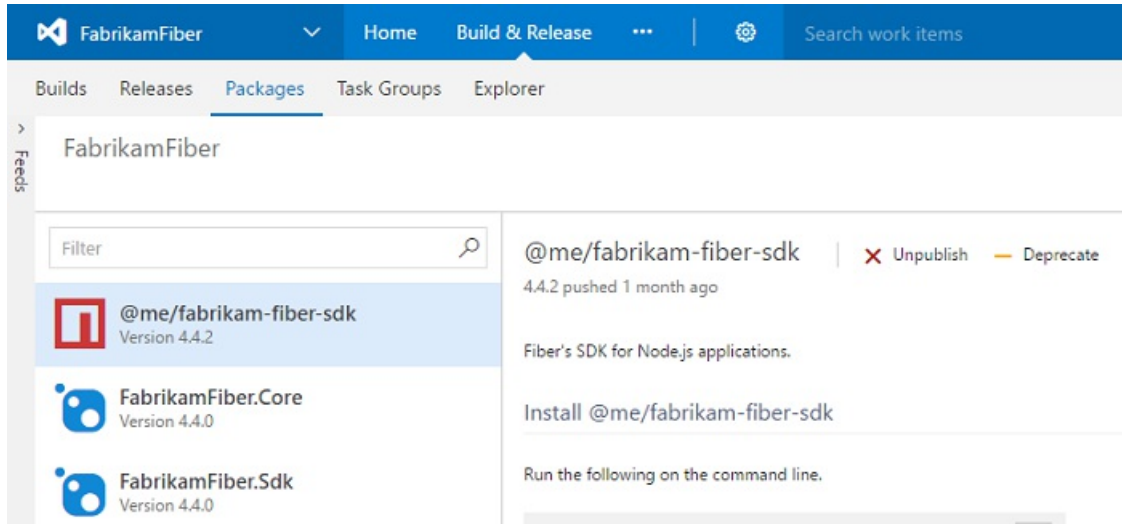 FabrikamFiber Home Build & Release ... Search work items
Builds Releases Packages Task Groups Explorer
Feeds
FabrikamFiber
Filter
@me/fabrikam-fiber-sdk
Version 4.4.2
FabrikamFiber.Core
Version 4.4.0
FabrikamFiber.Sdk
Version 4.4.0
@me/fabrikam-fiber-sdk Unpublish Deprecate
4.4.2 pushed 1 month ago
Fiber's SDK for Node.js applications.
Install @me/fabrikam-fiber-sdk
Run the following on the command line.